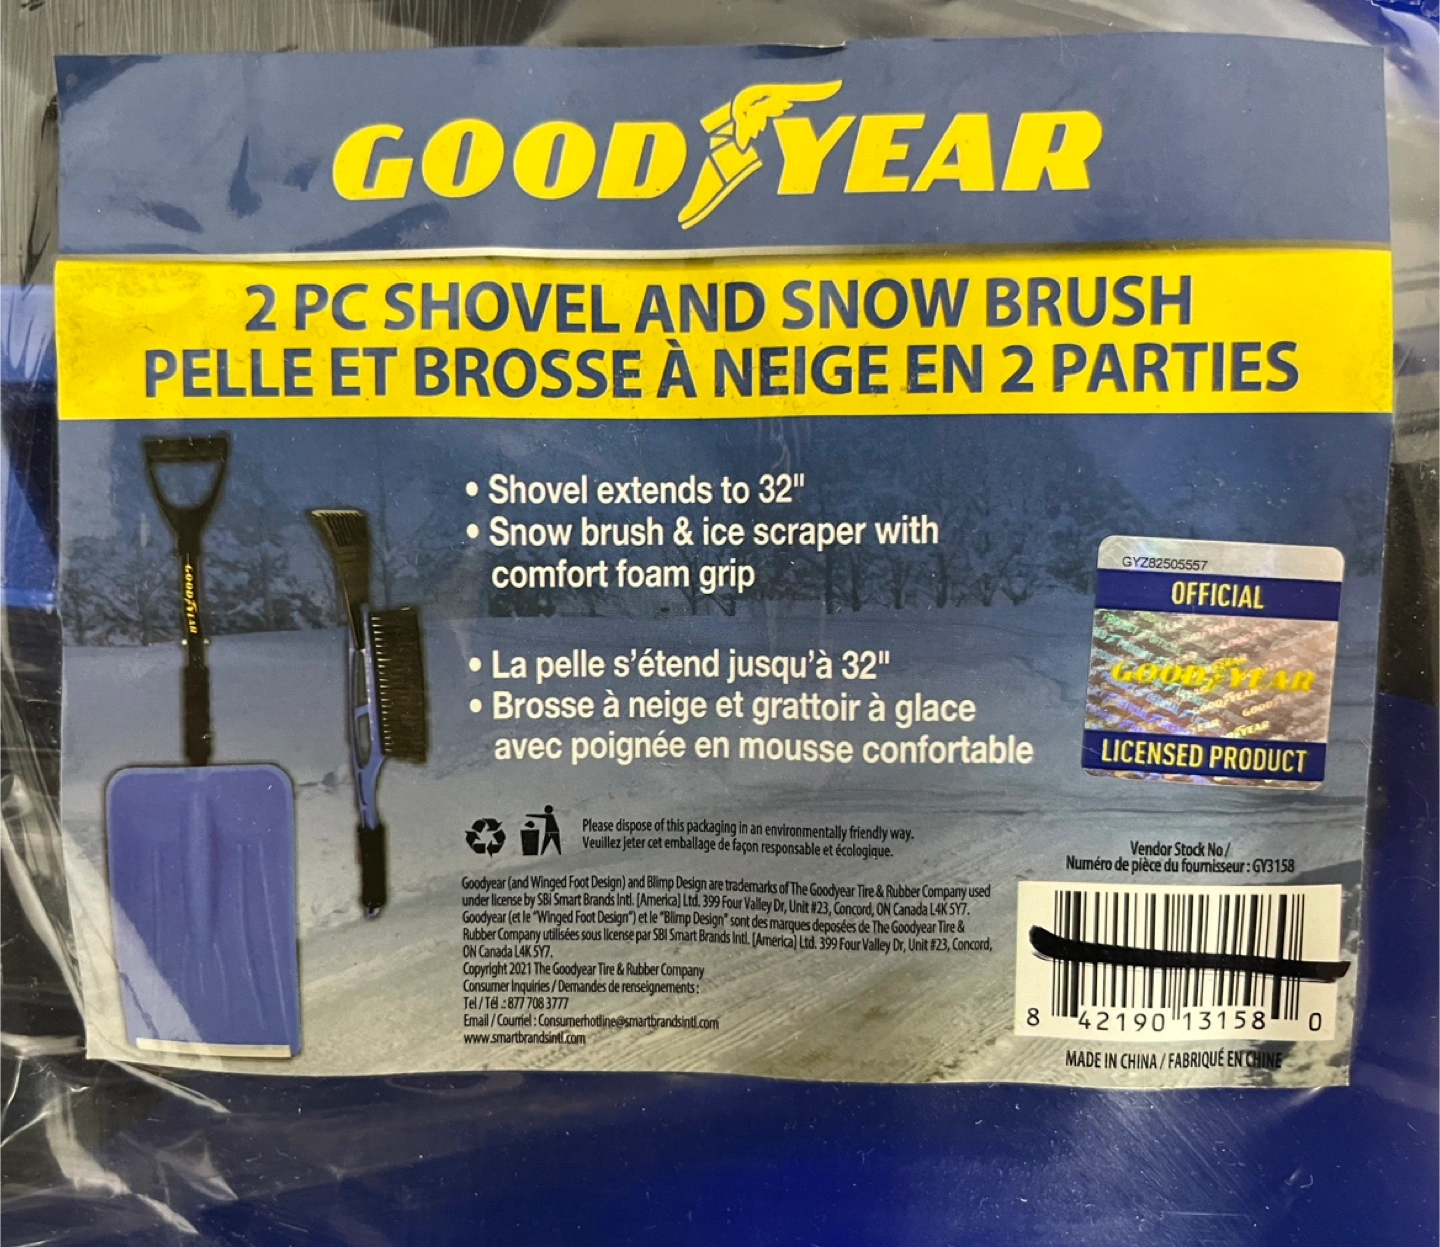 GOODYEAR
2 PC SHOVEL AND SNOW BRUSH
PELLE ET BROSSE À NEIGE EN 2 PARTIES
• Shovel extends to 32"
• Snow brush & ice scraper with
comfort foam grip
• La pelle s'étend jusqu'à 32"
• Brosse à neige et grattoir à glace
avec poignée en mousse confortable
GOODYEAR
GYZ82505557
OFFICIAL
GOODYEAR
LICENSED PRODUCT
Please dispose of this packaging in an environmentally friendly way.
Veuillez jeter cet emballage de façon responsable et écologique.
Goodyear (and Winged Foot Design) and Blimp Design are trademarks of The Goodyear Tire & Rubber Company used
under license by SBi Smart Brands Intl. [America] Ltd. 399 Four Valley Dr, Unit #23, Concord, ON Canada L4K 5Y7.
Goodyear (et le "Winged Foot Design") et le "Blimp Design" sont des marques deposées de The Goodyear Tire &
Rubber Company utilisées sous license par SBI Smart Brands Intl. [America] Ltd. 399 Four Valley Dr, Unit #23, Concord,
ON Canada L4K 5Y7.
Copyright 2021 The Goodyear Tire & Rubber Company
Consumer Inquiries / Demandes de renseignements :
Tel / Tél .: 877 708 3777
Email / Courriel : Consumerhotline@smartbrandsintl.com
www.smartbrandsintl.com
Vendor Stock No /
Numéro de pièce du fournisseur : GY3158
8 42190 13158 0
MADE IN CHINA / FABRIQUÉ EN CHINE